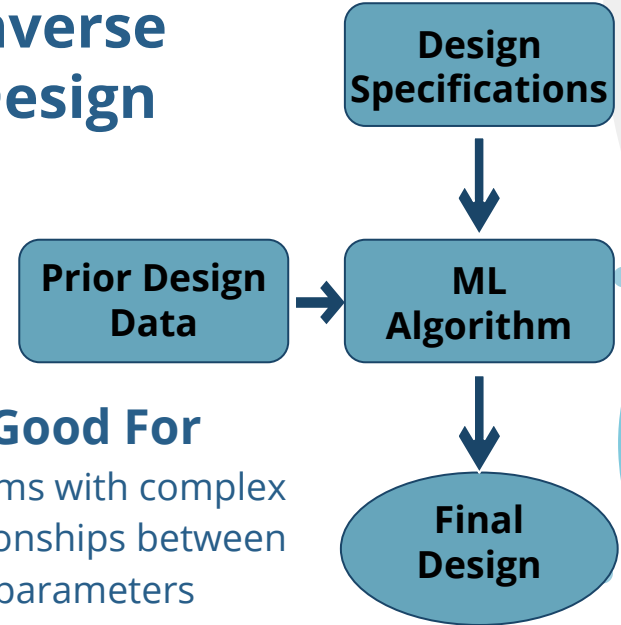 nverse
esign
Design
Specifications
Prior Design
Data
ML
Algorithm
Good For
ms with complex
onships between
parameters
Final
Design